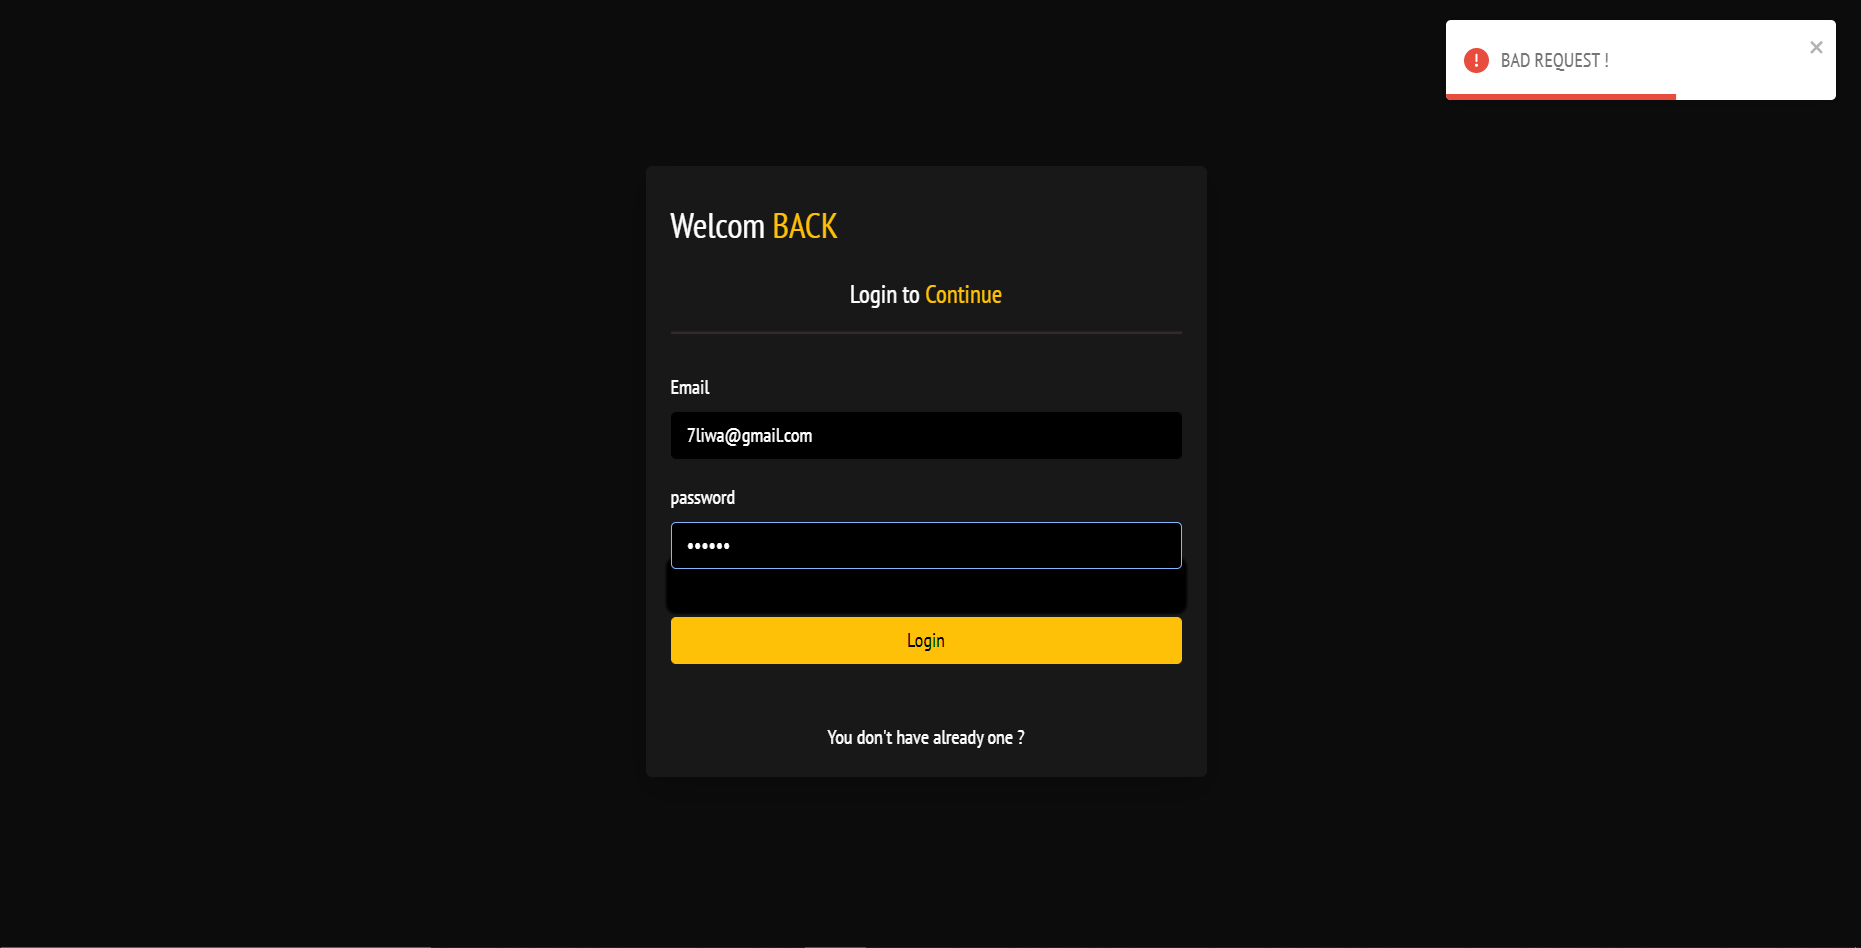 BAD REQUEST !
Welcom BACK
Login to Continue
Email
7liwa@gmail.com
password
••••••
Login
You don't have already one ?